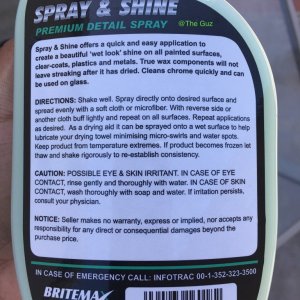 SPRAY & SHINE
PREMIUM DETAIL SPRAY
@The Guz
Spray & Shine offers a quick and easy application to
create a beautiful 'wet look' shine on all painted surfaces,
clear-coats, plastics and metals. True wax components will not
leave streaking after it has dried. Cleans chrome quickly and can
be used on glass.
DIRECTIONS: Shake well. Spray directly onto desired surface and
spread evenly with a soft cloth or microfiber. With reverse side or
another cloth buff lightly and repeat on all surfaces. Repeat applications
as desired. As a drying aid it can be sprayed onto a wet surface to help
lubricate your drying towel minimising micro-swirls and water spots.
Keep product from temperature extremes. If product becomes frozen let
thaw and shake rigorously to re-establish consistency.
CAUTION: POSSIBLE EYE & SKIN IRRITANT. IN CASE OF EYE
CONTACT, rinse gently and thoroughly with water. IN CASE OF SKIN
CONTACT, wash thoroughly with soap and water. If irritation persists,
consult your physician.
NOTICE: Seller makes no warranty, express or implied, nor accepts any
responsibility for any direct or consequential damages beyond the
purchase price.
IN CASE OF EMERGENCY CALL: INFOTRAC 00-1-352-323-3500
BRITEMAX